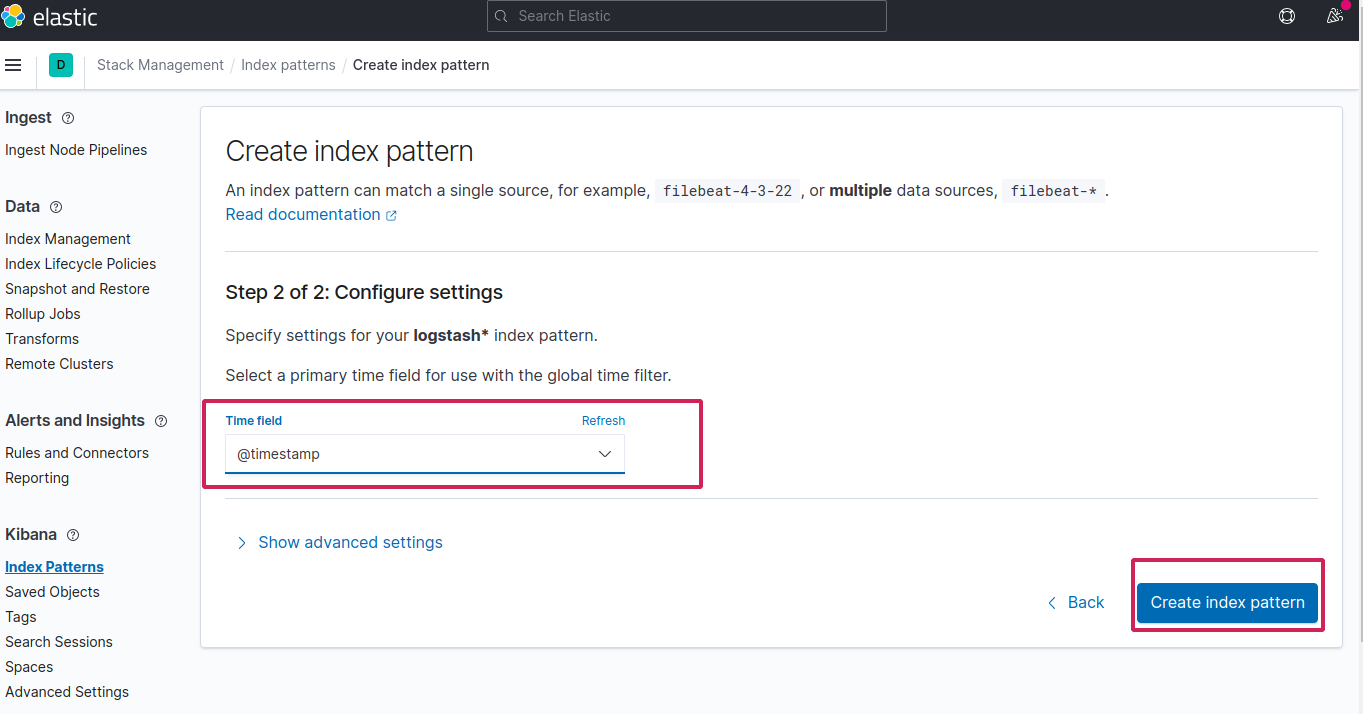 elastic
Search Elastic
D
Stack Management / Index patterns / Create index pattern
Ingest
Ingest Node Pipelines
Data
Index Management
Index Lifecycle Policies
Snapshot and Restore
Rollup Jobs
Transforms
Remote Clusters
Alerts and Insights
Rules and Connectors
Reporting
Kibana
Index Patterns
Saved Objects
Tags
Search Sessions
Spaces
Advanced Settings
Create index pattern
An index pattern can match a single source, for example, filebeat-4-3-22 , or multiple data sources, filebeat-* .
Read documentation
Step 2 of 2: Configure settings
Specify settings for your logstash* index pattern.
Select a primary time field for use with the global time filter.
Time field Refresh
@timestamp
Show advanced settings
Back Create index pattern